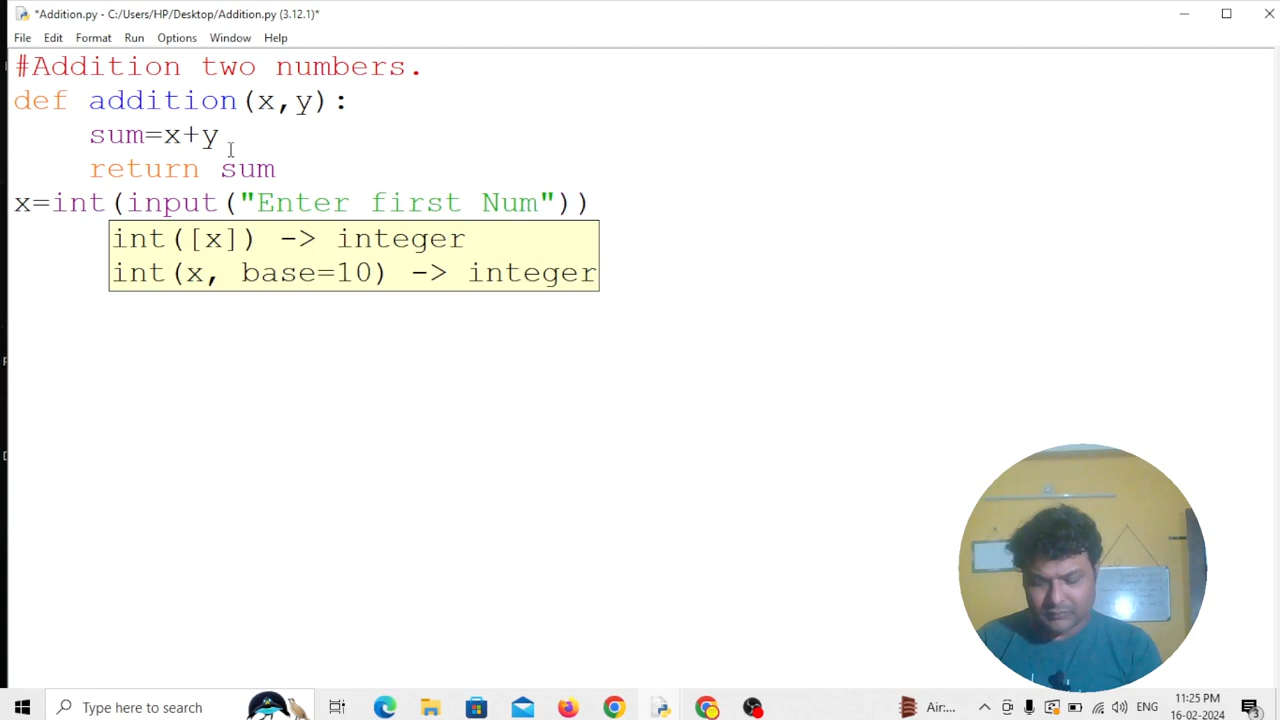 *Addition.py - C:/Users/HP/Desktop/Addition.py (3.12.1)*
File Edit Format Run Options Window Help
#Addition two numbers.
def addition(x,y):
sum=x+y
return sum
x=int(input("Enter first Num"))
int([x]) -> integer
int(x, base=10) -> integer
Type here to search
Air:...
ENG
11:25 PM
16-02-2024
3